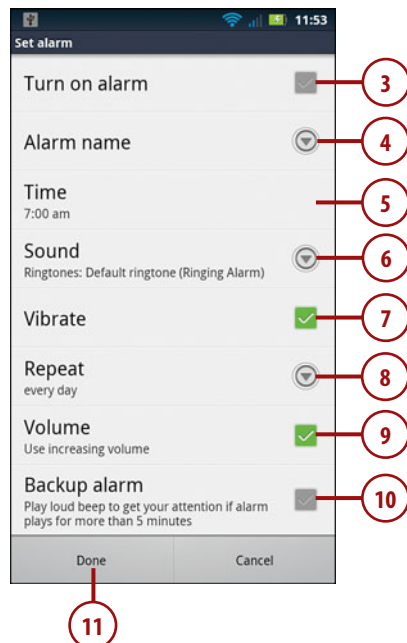 11:53
Set alarm
Turn on alarm
3
Alarm name
4
Time
7:00 am
5
Sound
Ringtones: Default ringtone (Ringing Alarm)
6
Vibrate
7
Repeat
every day
8
Volume
Use increasing volume
9
Backup alarm
Play loud beep to get your attention if alarm
plays for more than 5 minutes
10
Done Cancel
11